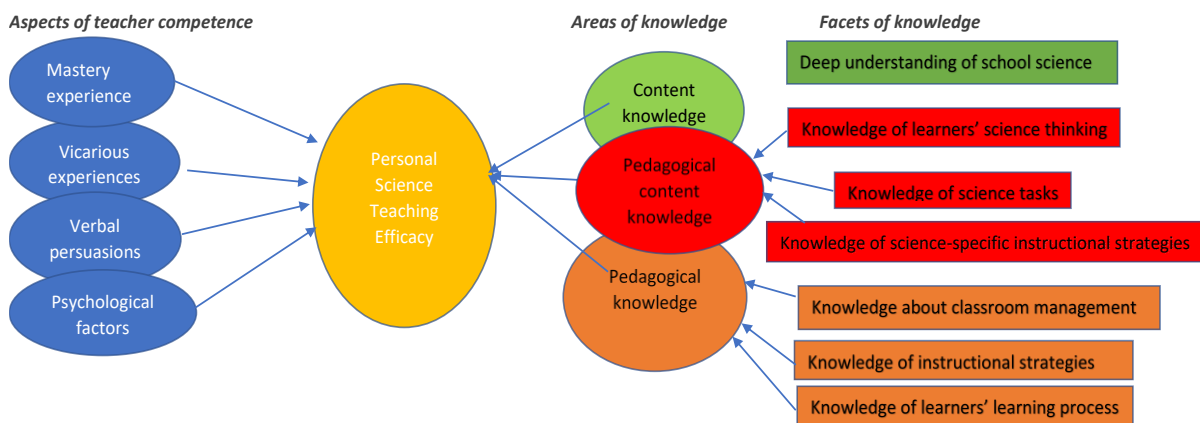 Aspects of teacher competence
Areas of knowledge
Facets of knowledge
Mastery
experience
Vicarious
experiences
Verbal
persuasions
Psychological
factors
Personal
Science
Teaching
Efficacy
Content
knowledge
Pedagogical
content
knowledge
Pedagogical
knowledge
Deep understanding of school science
Knowledge of learners’ science thinking
Knowledge of science tasks
Knowledge of science-specific instructional strategies
Knowledge about classroom management
Knowledge of instructional strategies
Knowledge of learners’ learning process